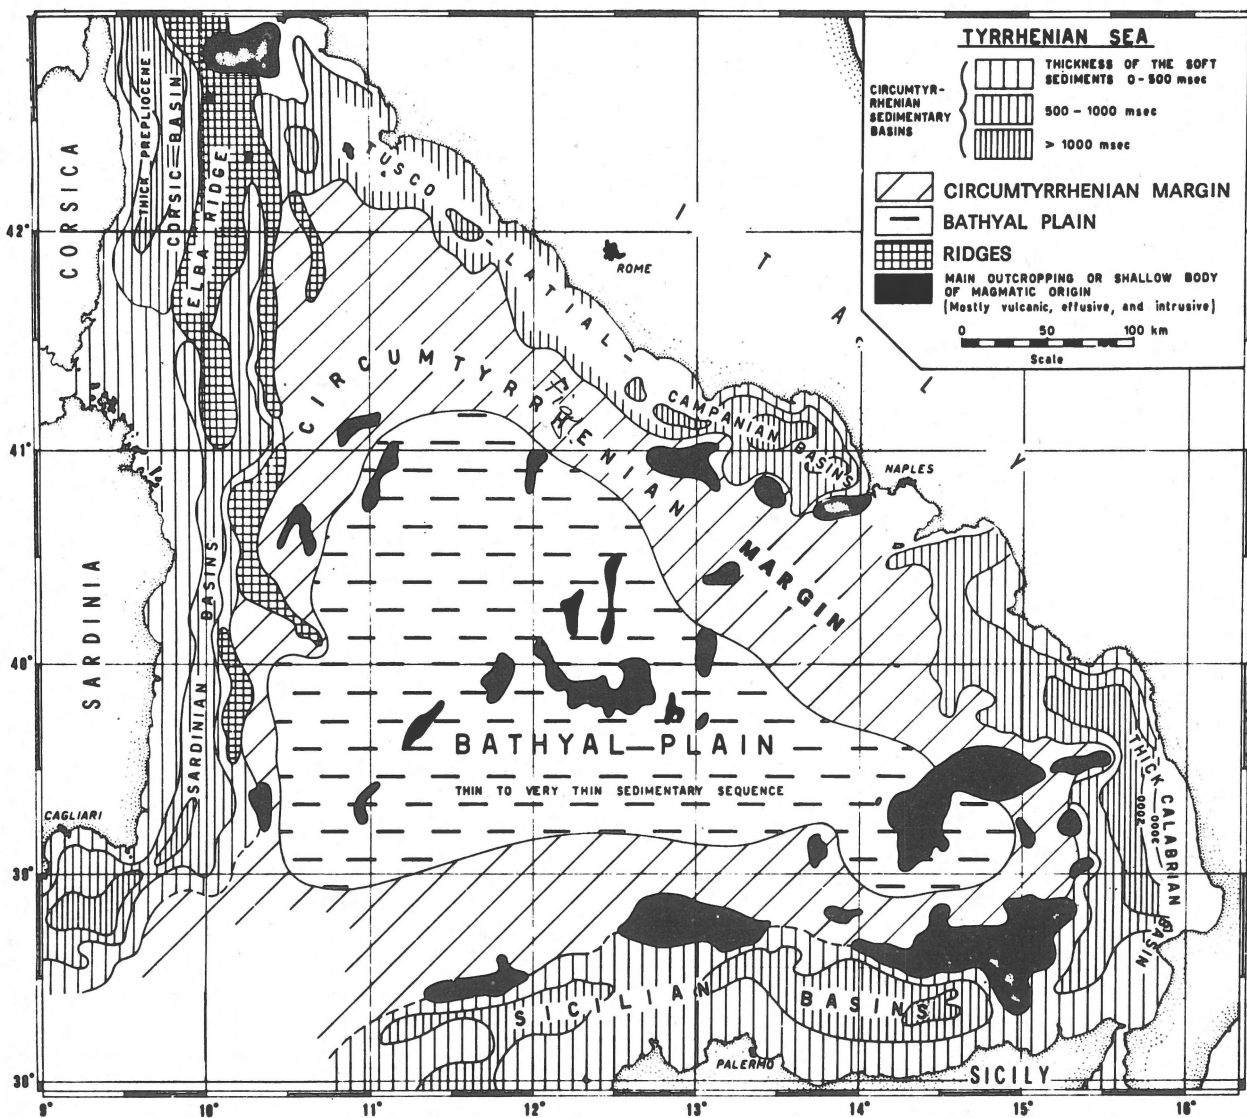 TYRRHENIAN SEA
CIRCUMTYR-
RHENIAN
SEDIMENTARY
BASINS
THICKNESS OF THE SOFT
SEDIMENTS 0-500 msec
500 - 1000 msec
> 1000 msec
CIRCUMTYRRHENIAN MARGIN
BATHYAL PLAIN
RIDGES
MAIN OUTCROPPING OR SHALLOW BODY
OF MAGMATIC ORIGIN
(Mostly vulcanic, effusive, and intrusive)
0 50 100 km
Scale
CORSICA
THICK PREPLIOCENE
CORSIC BASIN
ELBA RIDGE
TUSCO - LATIAL -
CAMPANIAN BASINS
ITALY
ROME
NAPLES
CIRCUMTYRRHENIAN MARGIN
SARDINIA
SARDINIAN BASINS
CAGLIARI
BATHYAL PLAIN
THIN TO VERY THIN SEDIMENTARY SEQUENCE
THICK
2000
3000
CALABRIAN
BASIN
SICILIAN BASINS
PALERMO
SICILY
42°
41°
40°
39°
38°
9° 10° 11° 12° 13° 14° 15° 16°